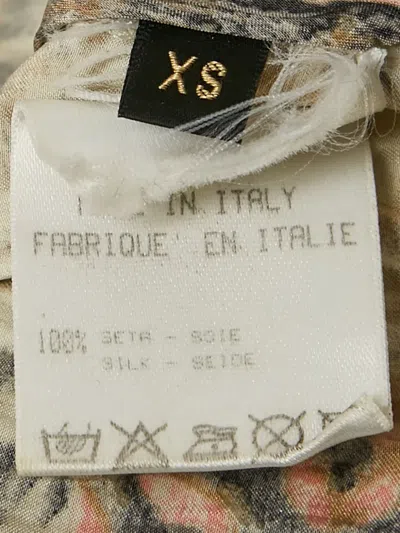 XS
IN ITALY
FABRIQUE' EN ITALIE
100% SETA - SOIE
SILK - SEIDE